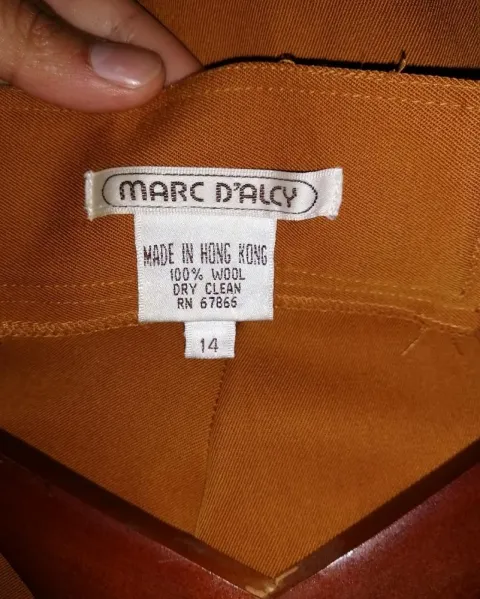 MARC D'ALCY
MADE IN HONG KONG
100% WOOL
DRY CLEAN
RN 67866
14